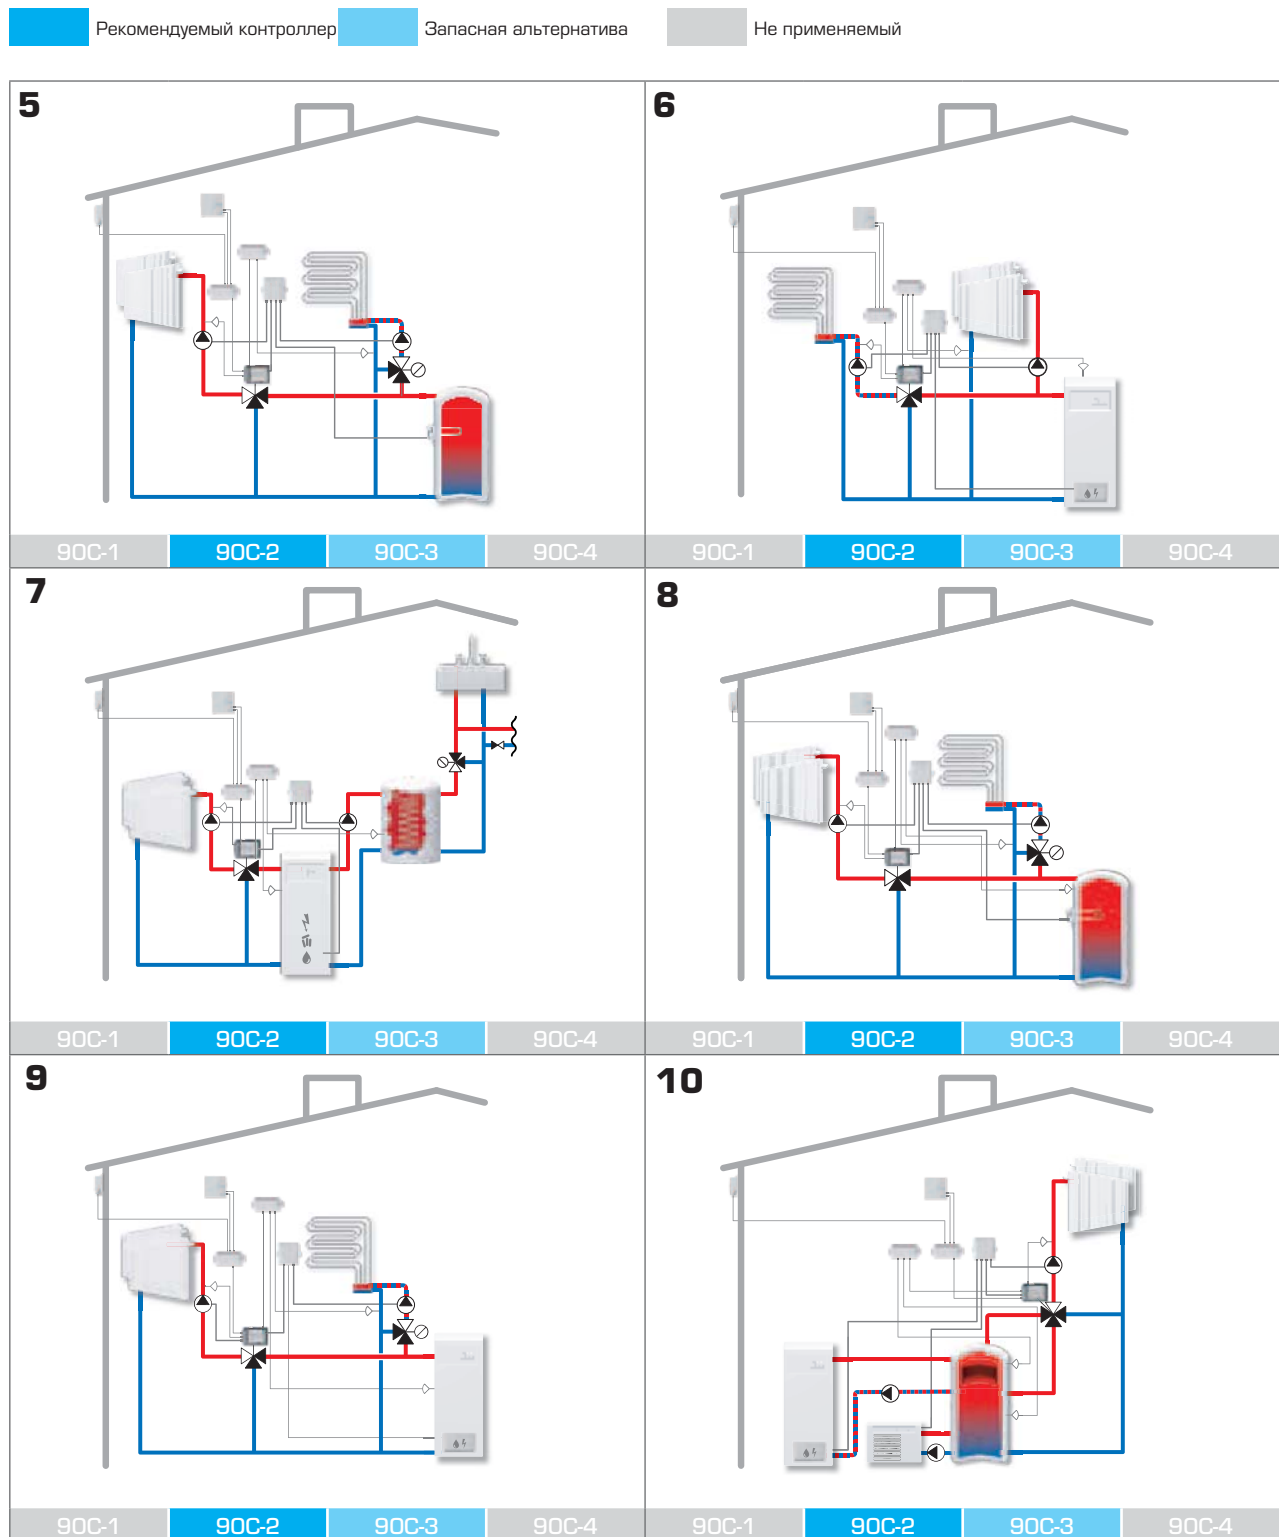 Рекомендуемый контроллер Запасная альтернатива Не применяемый
5 6
90C-1 90C-2 90C-3 90C-4 90C-1 90C-2 90C-3 90C-4
7 8
90C-1 90C-2 90C-3 90C-4 90C-1 90C-2 90C-3 90C-4
9 10
90C-1 90C-2 90C-3 90C-4 90C-1 90C-2 90C-3 90C-4